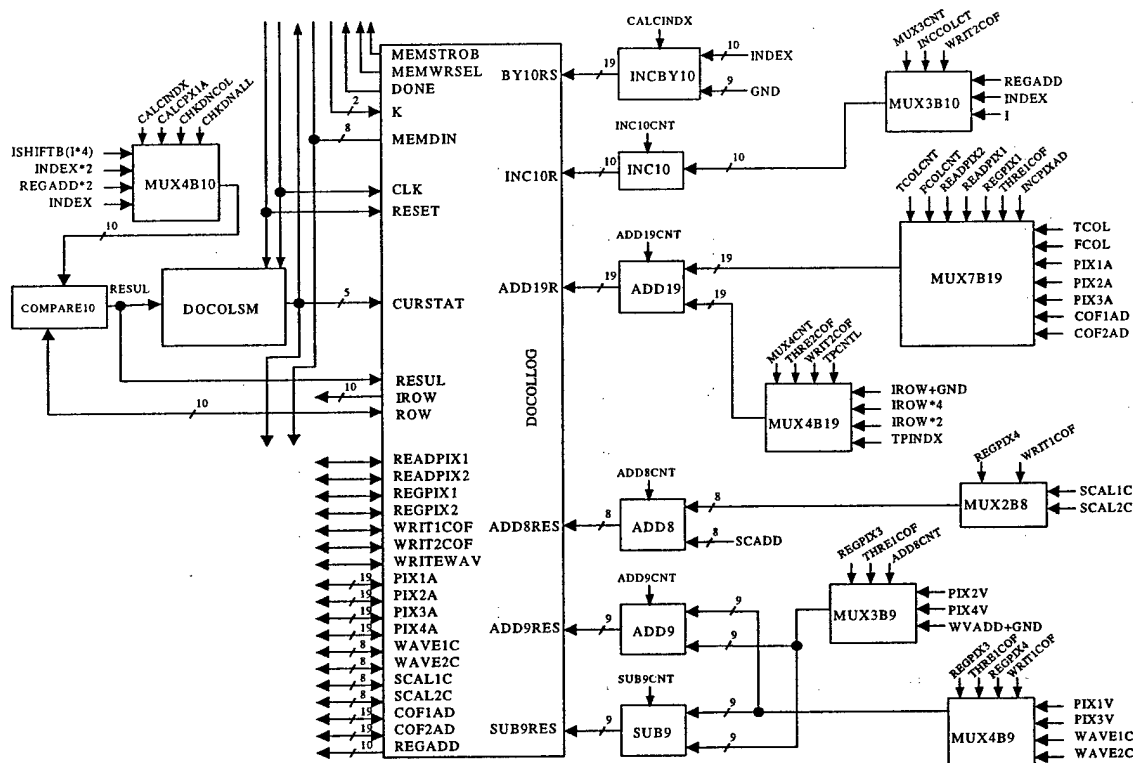 CALCINDX
CALCPX1A
CHKDNCOL
CHKDNALL
ISHIFTB(I*4)
INDEX*2
REGADD*2
INDEX
MUX4B10
10
COMPARE10
RESUL
DOCOLSM
5
10
MEMSTROB
MEMWRSEL
DONE
2
K
8
MEMDIN
CLK
RESET
CURSTAT
RESUL
10
IROW
ROW
READPIX1
READPIX2
REGPIX1
REGPIX2
WRIT1COF
WRIT2COF
WRITEWAV
19
PIX1A
19
PIX2A
19
PIX3A
19
PIX4A
8
WAVE1C
8
WAVE2C
8
SCAL1C
8
SCAL2C
19
COF1AD
19
COF2AD
10
REGADD
DOCOLLOG
BY10RS
19
CALCINDX
INCBY10
10
INDEX
9
GND
INC10R
10
INC10CNT
INC10
10
MUX3CNT
INCCOLCT
WRIT2COF
MUX3B10
REGADD
INDEX
I
ADD19R
19
ADD19CNT
ADD19
19
19
TCOLCNT
FCOLCNT
READPIX2
READPIX1
REGPIX1
THRE1COF
INCPIXAD
MUX7B19
TCOL
FCOL
PIX1A
PIX2A
PIX3A
COF1AD
COF2AD
MUX4CNT
THRE2COF
WRIT2COF
TPCNTL
MUX4B19
IROW+GND
IROW*4
IROW*2
TPINDX
ADD8RES
8
ADD8CNT
ADD8
8
8
SCADD
REGPIX4
WRIT1COF
MUX2B8
SCAL1C
SCAL2C
ADD9RES
9
ADD9CNT
ADD9
9
9
REGPIX3
THRE1COF
ADD8CNT
MUX3B9
PIX2V
PIX4V
WVADD+GND
SUB9RES
9
SUB9CNT
SUB9
9
9
REGPIX3
THRE1COF
REGPIX4
WRIT1COF
MUX4B9
PIX1V
PIX3V
WAVE1C
WAVE2C